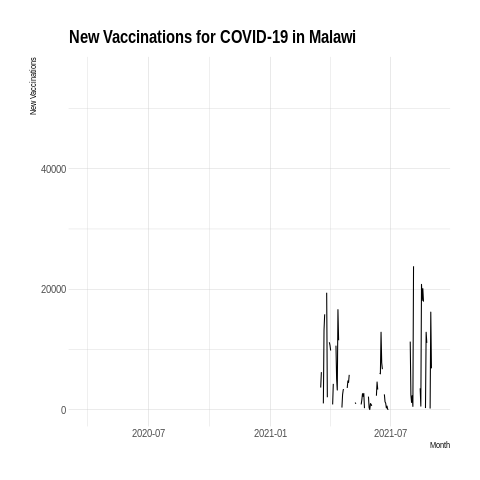 New Vaccinations for COVID-19 in Malawi
New Vaccinations
40000
20000
0
2020-07
2021-01
2021-07
Month